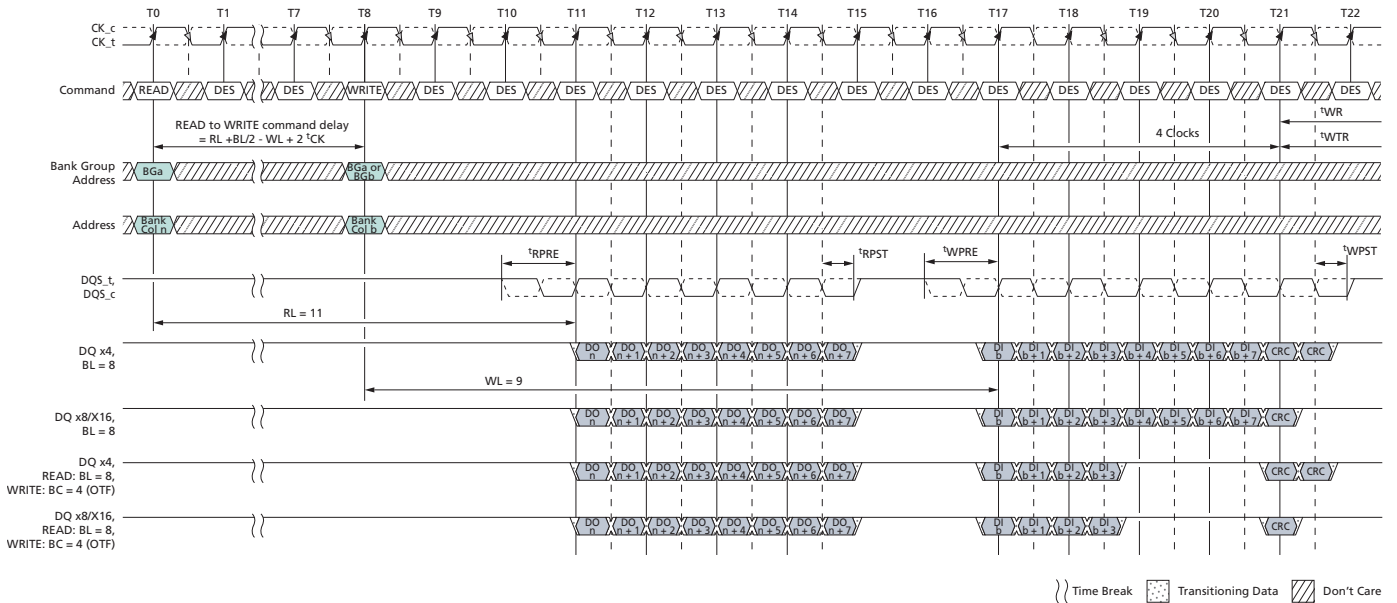 T0 T1 T7 T8 T9 T10 T11 T12 T13 T14 T15 T16 T17 T18 T19 T20 T21 T22
CK_c
CK_t
Command READ DES DES WRITE DES DES DES DES DES DES DES DES DES DES DES DES DES DES
READ to WRITE command delay
= RL +BL/2 - WL + 2 tCK
4 Clocks
tWR
tWTR
Bank Group
Address
BGa
BGa or
BGb
Address
Bank
Col n
Bank
Col b
tRPRE tRPST tWPRE tWPST
DQS_t,
DQS_c
RL = 11
DQ x4,
BL = 8
DO n DO n + 1 DO n + 2 DO n + 3 DO n + 4 DO n + 5 DO n + 6 DO n + 7 DI b DI b + 1 DI b + 2 DI b + 3 DI b + 4 DI b + 5 DI b + 6 DI b + 7 CRC CRC
WL = 9
DQ x8/X16,
BL = 8
DO n DO n + 1 DO n + 2 DO n + 3 DO n + 4 DO n + 5 DO n + 6 DO n + 7 DI b DI b + 1 DI b + 2 DI b + 3 DI b + 4 DI b + 5 DI b + 6 DI b + 7 CRC
DQ x4,
READ: BL = 8,
WRITE: BC = 4 (OTF)
DO n DO n + 1 DO n + 2 DO n + 3 DO n + 4 DO n + 5 DO n + 6 DO n + 7 DI b DI b + 1 DI b + 2 DI b + 3 CRC CRC
DQ x8/X16,
READ: BL = 8,
WRITE: BC = 4 (OTF)
DO n DO n + 1 DO n + 2 DO n + 3 DO n + 4 DO n + 5 DO n + 6 DO n + 7 DI b DI b + 1 DI b + 2 DI b + 3 CRC
Time Break Transitioning Data Don't Care